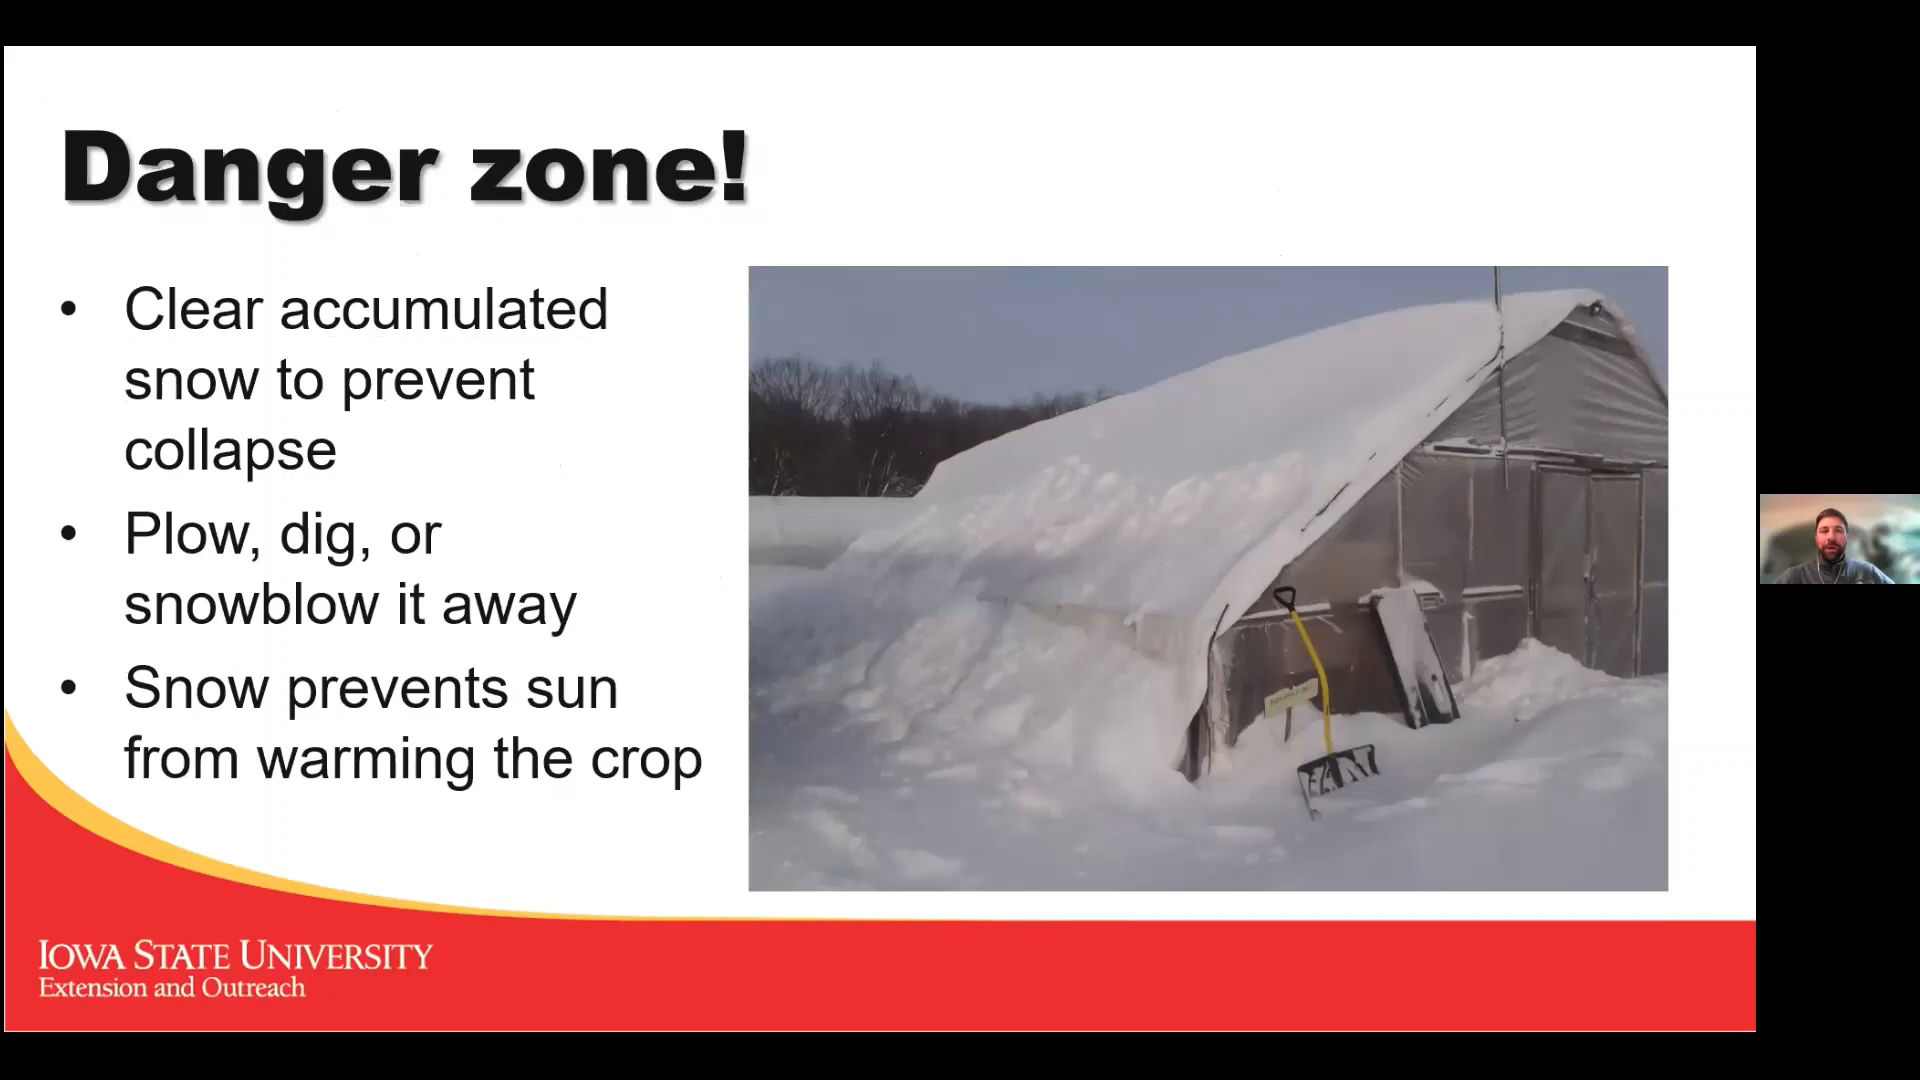 Danger zone!
• Clear accumulated
snow to prevent
collapse
• Plow, dig, or
snowblow it away
• Snow prevents sun
from warming the crop
IOWA STATE UNIVERSITY
Extension and Outreach